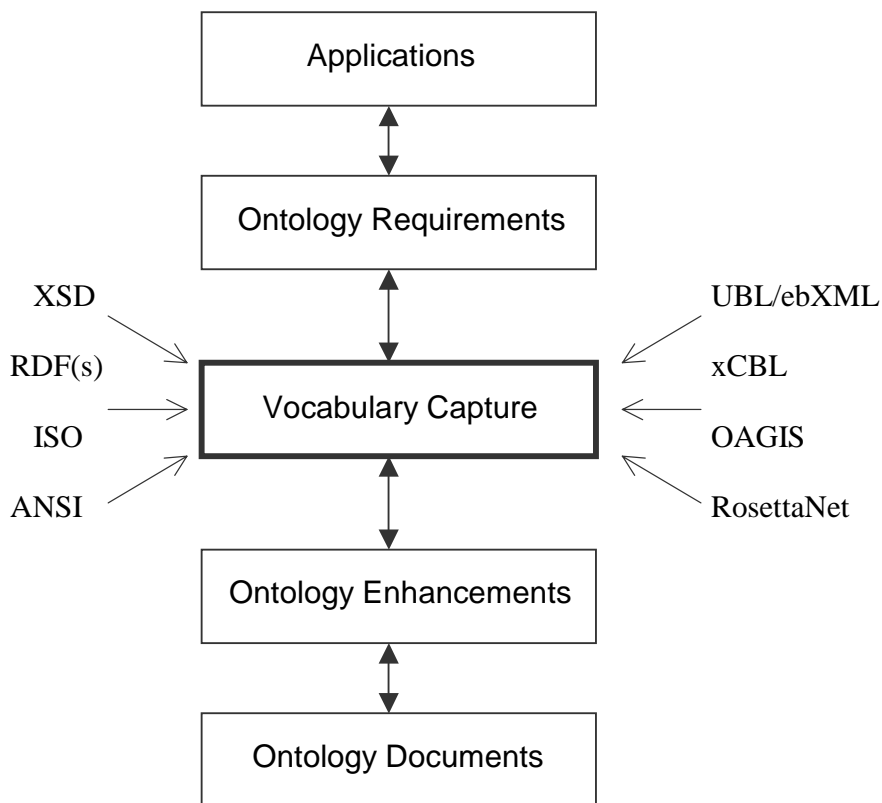 Applications
Ontology Requirements
XSD
RDF(s)
ISO
ANSI
Vocabulary Capture
UBL/ebXML
xCBL
OAGIS
RosettaNet
Ontology Enhancements
Ontology Documents